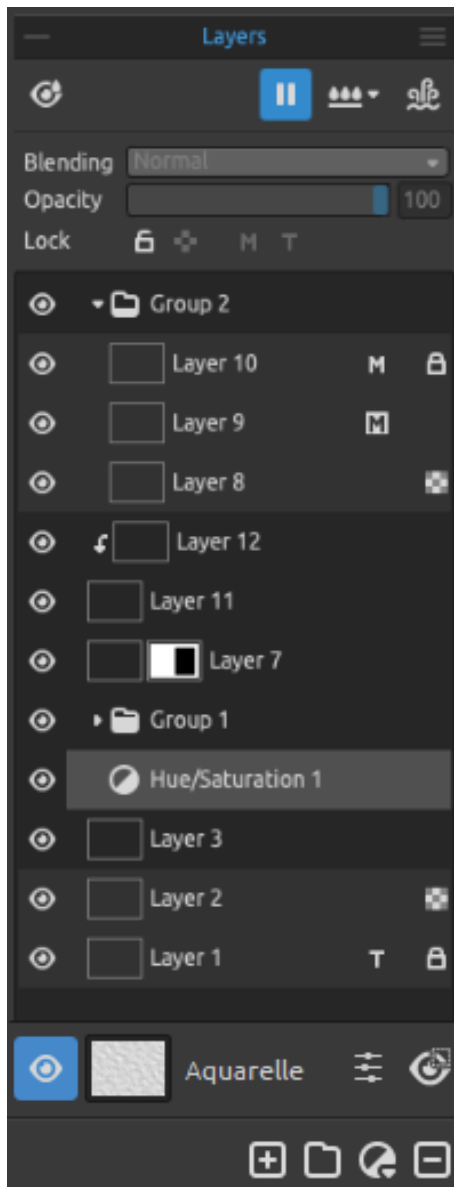 Layers
Blending Normal
Opacity 100
Lock M T
Group 2
Layer 10 M
Layer 9 M
Layer 8
Layer 12
Layer 11
Layer 7
Group 1
Hue/Saturation 1
Layer 3
Layer 2
Layer 1 T
Aquarelle